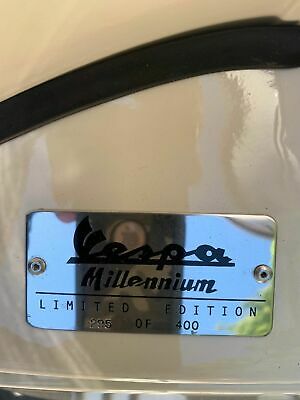 Vespa
Millennium
LIMITED EDITION
OF 400